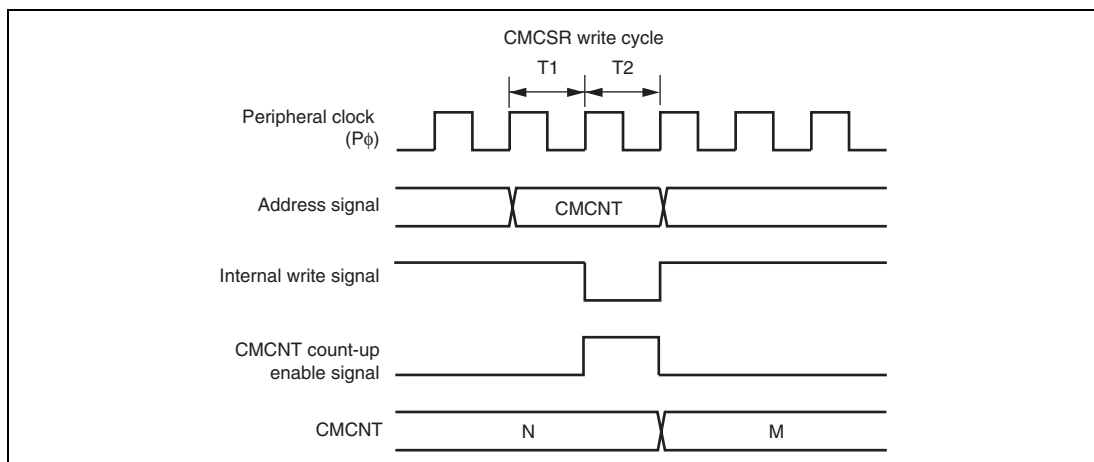 CMCSR write cycle
T1 T2
Peripheral clock
(Pϕ)
Address signal
CMCNT
Internal write signal
CMCNT count-up
enable signal
CMCNT
N
M